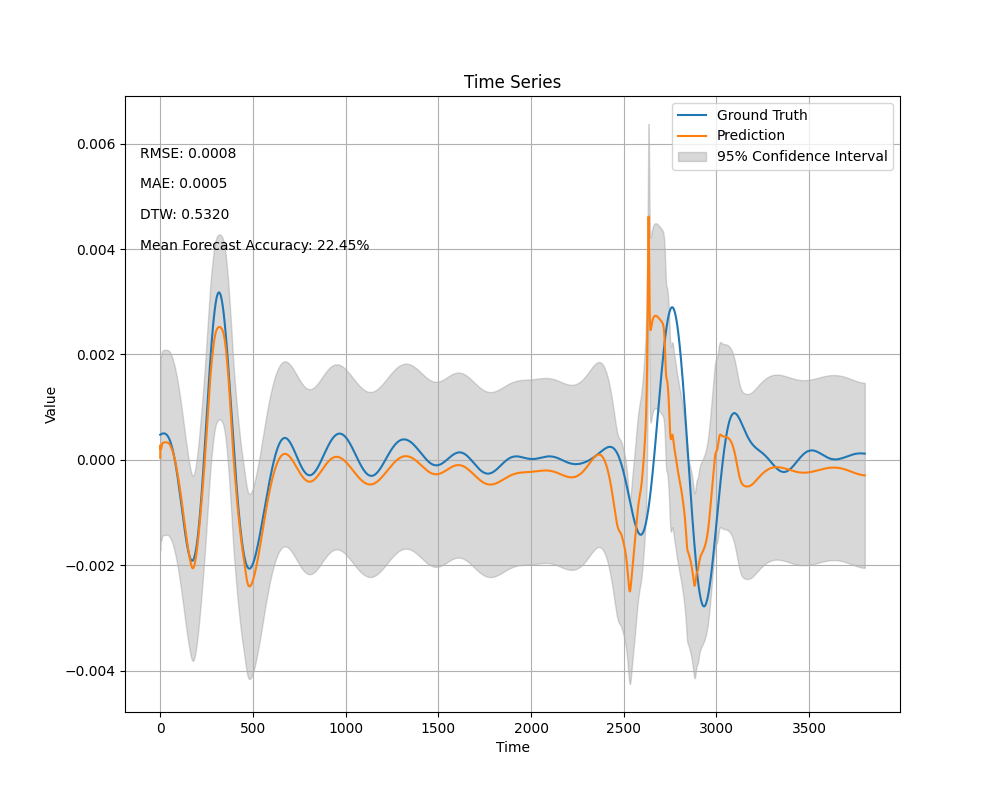 Time Series
Ground Truth
Prediction
95% Confidence Interval
RMSE: 0.0008
MAE: 0.0005
DTW: 0.5320
Mean Forecast Accuracy: 22.45%
Value
0.006
0.004
0.002
0.000
−0.002
−0.004
0 500 1000 1500 2000 2500 3000 3500
Time